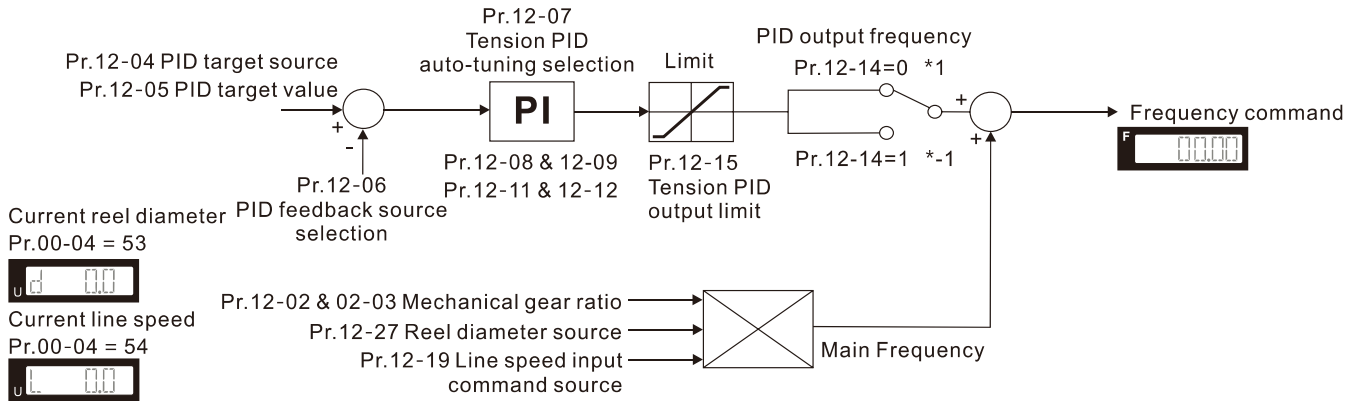 Pr.12-07
Tension PID
auto-tuning selection
Pr.12-04 PID target source
Pr.12-05 PID target value
+
-
PI
Pr.12-08 & 12-09
Pr.12-11 & 12-12
Pr.12-06
PID feedback source
selection
Limit
Pr.12-15
Tension PID
output limit
PID output frequency
Pr.12-14=0 *1
Pr.12-14=1 *-1
+
+
Frequency command
F 00.00
Current reel diameter
Pr.00-04 = 53
U d 0.0
Current line speed
Pr.00-04 = 54
U L 0.0
Pr.12-02 & 02-03 Mechanical gear ratio
Pr.12-27 Reel diameter source
Pr.12-19 Line speed input
command source
Main Frequency